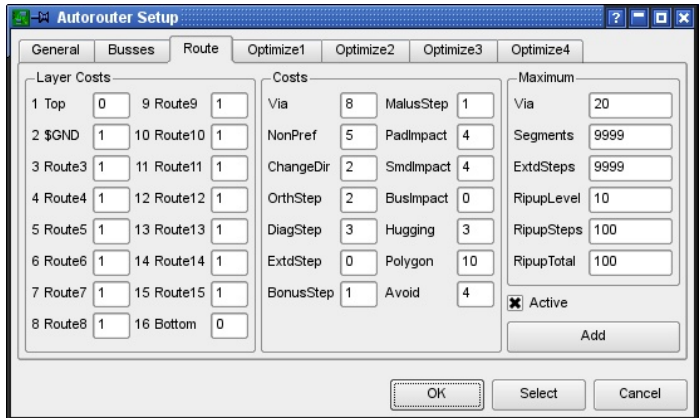 Autorouter Setup
?
General Busses Route Optimize1 Optimize2 Optimize3 Optimize4
Layer Costs
1 Top 0 9 Route9 1
2 $GND 1 10 Route10 1
3 Route3 1 11 Route11 1
4 Route4 1 12 Route12 1
5 Route5 1 13 Route13 1
6 Route6 1 14 Route14 1
7 Route7 1 15 Route15 1
8 Route8 1 16 Bottom 0
Costs
Via 8 MalusStep 1
NonPref 5 PadImpact 4
ChangeDir 2 SmdImpact 4
OrthStep 2 BusImpact 0
DiagStep 3 Hugging 3
ExtdStep 0 Polygon 10
BonusStep 1 Avoid 4
Maximum
Via 20
Segments 9999
ExtdSteps 9999
RipupLevel 10
RipupSteps 100
RipupTotal 100
Active
Add
OK Select Cancel